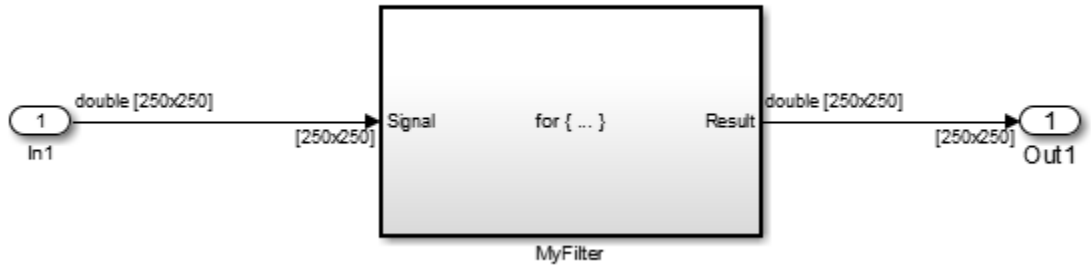 double [250x250]
double [250x250]
1
Signal
for { ... }
Result
1
[250x250]
[250x250]
In1
Out1
MyFilter